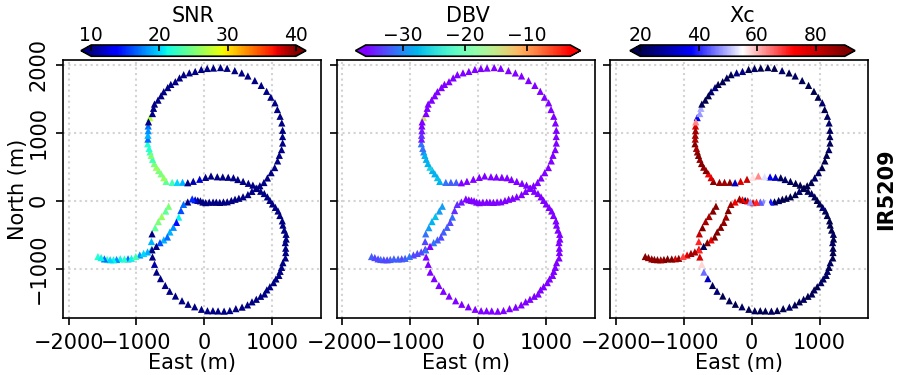 SNR DBV Xc
10 20 30 40 −30 −20 −10 20 40 60 80
2000
1000
0
−1000
North (m)
−2000 −1000 0 1000 −2000 −1000 0 1000 −2000 −1000 0 1000
East (m) East (m) East (m)
IR5209